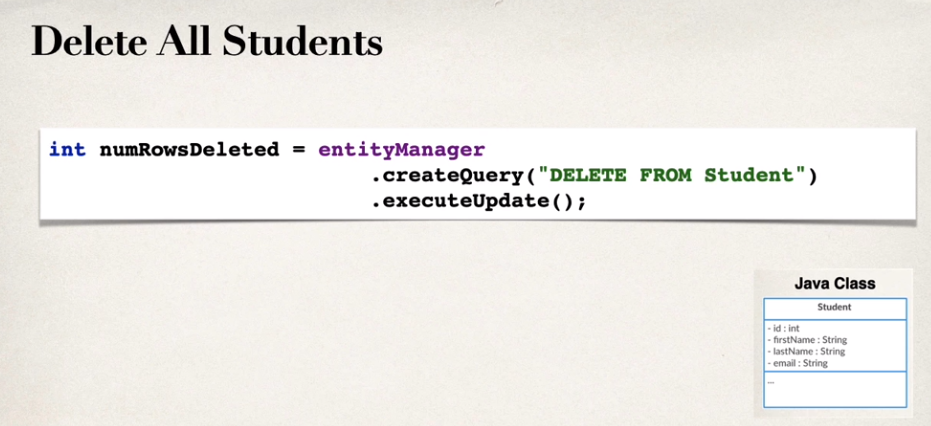 Delete All Students
int numRowsDeleted = entityManager
.createQuery("DELETE FROM Student")
.executeUpdate();
Java Class
Student
- id : int
- firstName : String
- lastName : String
- email : String
...